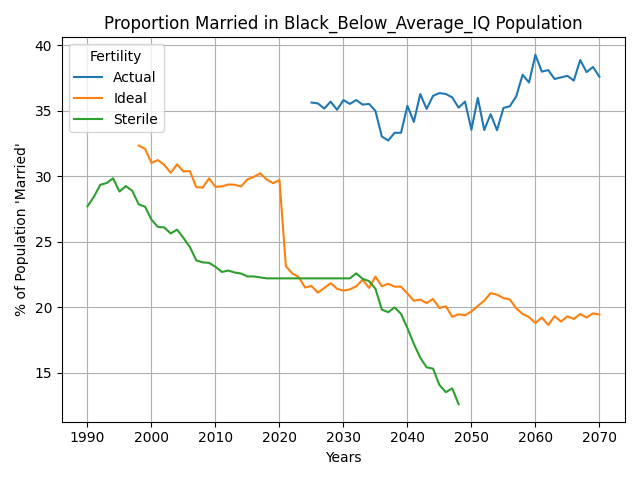 Proportion Married in Black_Below_Average_IQ Population
% of Population 'Married'
40
35
30
25
20
15
Fertility
Actual
Ideal
Sterile
1990 2000 2010 2020 2030 2040 2050 2060 2070
Years